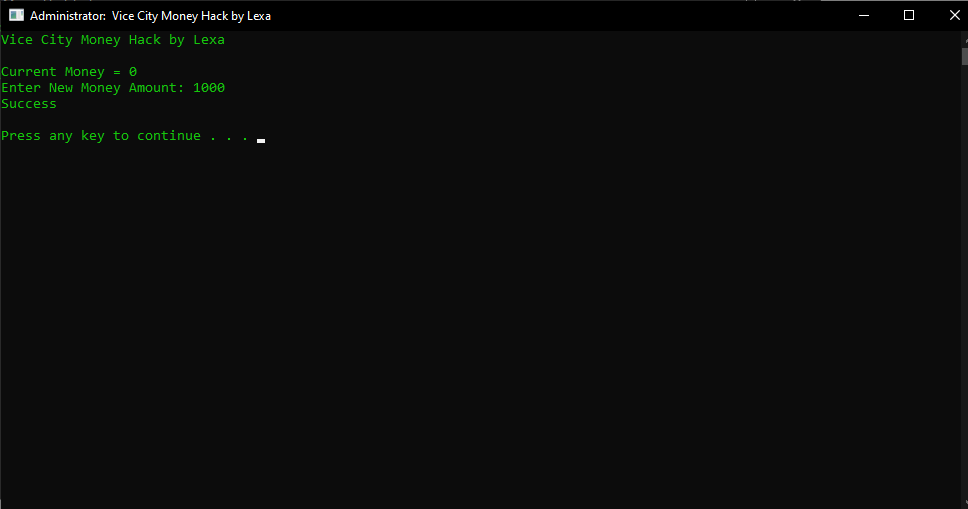 Administrator:  Vice City Money Hack by Lexa
Vice City Money Hack by Lexa
Current Money = 0
Enter New Money Amount: 1000
Success
Press any key to continue . . .